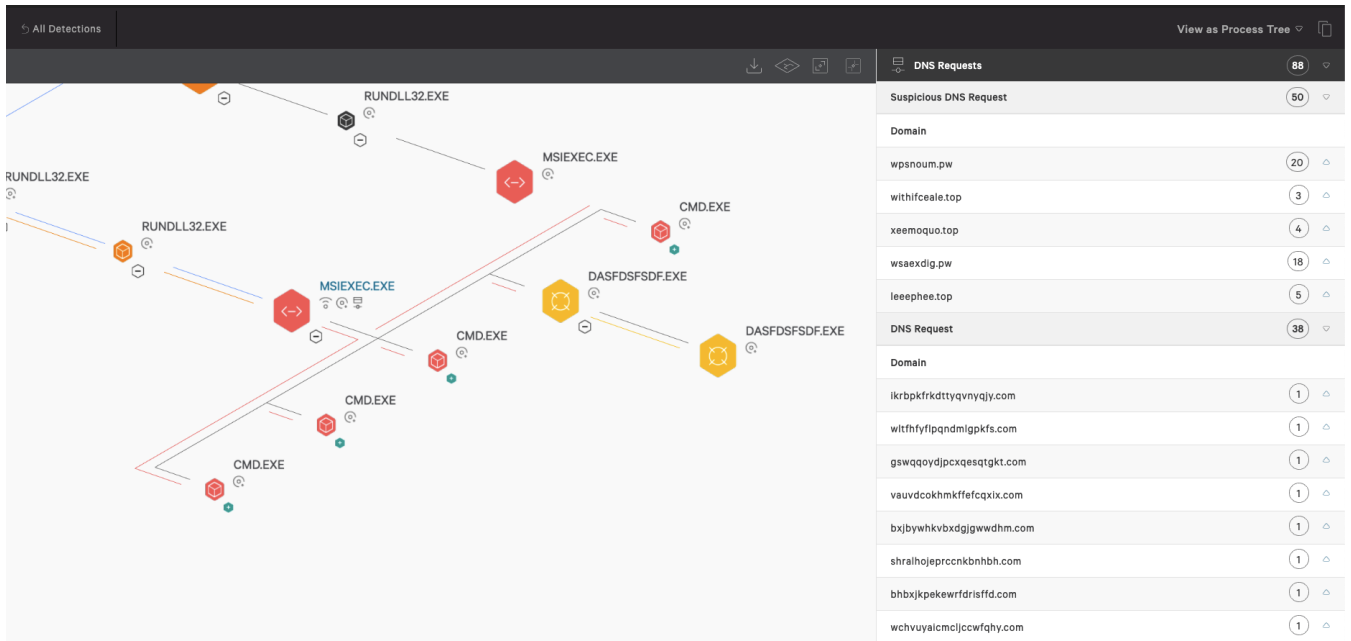 All Detections
View as Process Tree
RUNDLL32.EXE
MSIEXEC.EXE
RUNDLL32.EXE
CMD.EXE
RUNDLL32.EXE
DASFDSFSDF.EXE
MSIEXEC.EXE
CMD.EXE
DASFDSFSDF.EXE
CMD.EXE
CMD.EXE
DNS Requests 88
Suspicious DNS Request 50
Domain
wpsnoum.pw 20
withifceale.top 3
xeemoquo.top 4
wsaexdig.pw 18
leeephee.top 5
DNS Request 38
Domain
ikrbpkfrkdttyqvnyqjy.com 1
wltfhfyflpqndmlgpkfs.com 1
gswqqoydjpcxqesqtgkt.com 1
vauvdcokhmkffefcqxix.com 1
bxjbywhkvbxdgjgwwdhm.com 1
shralhojeprccnkbnhbh.com 1
bhbxjkpekewrfdrisffd.com 1
wchvuyaicmcljccwfqhy.com 1